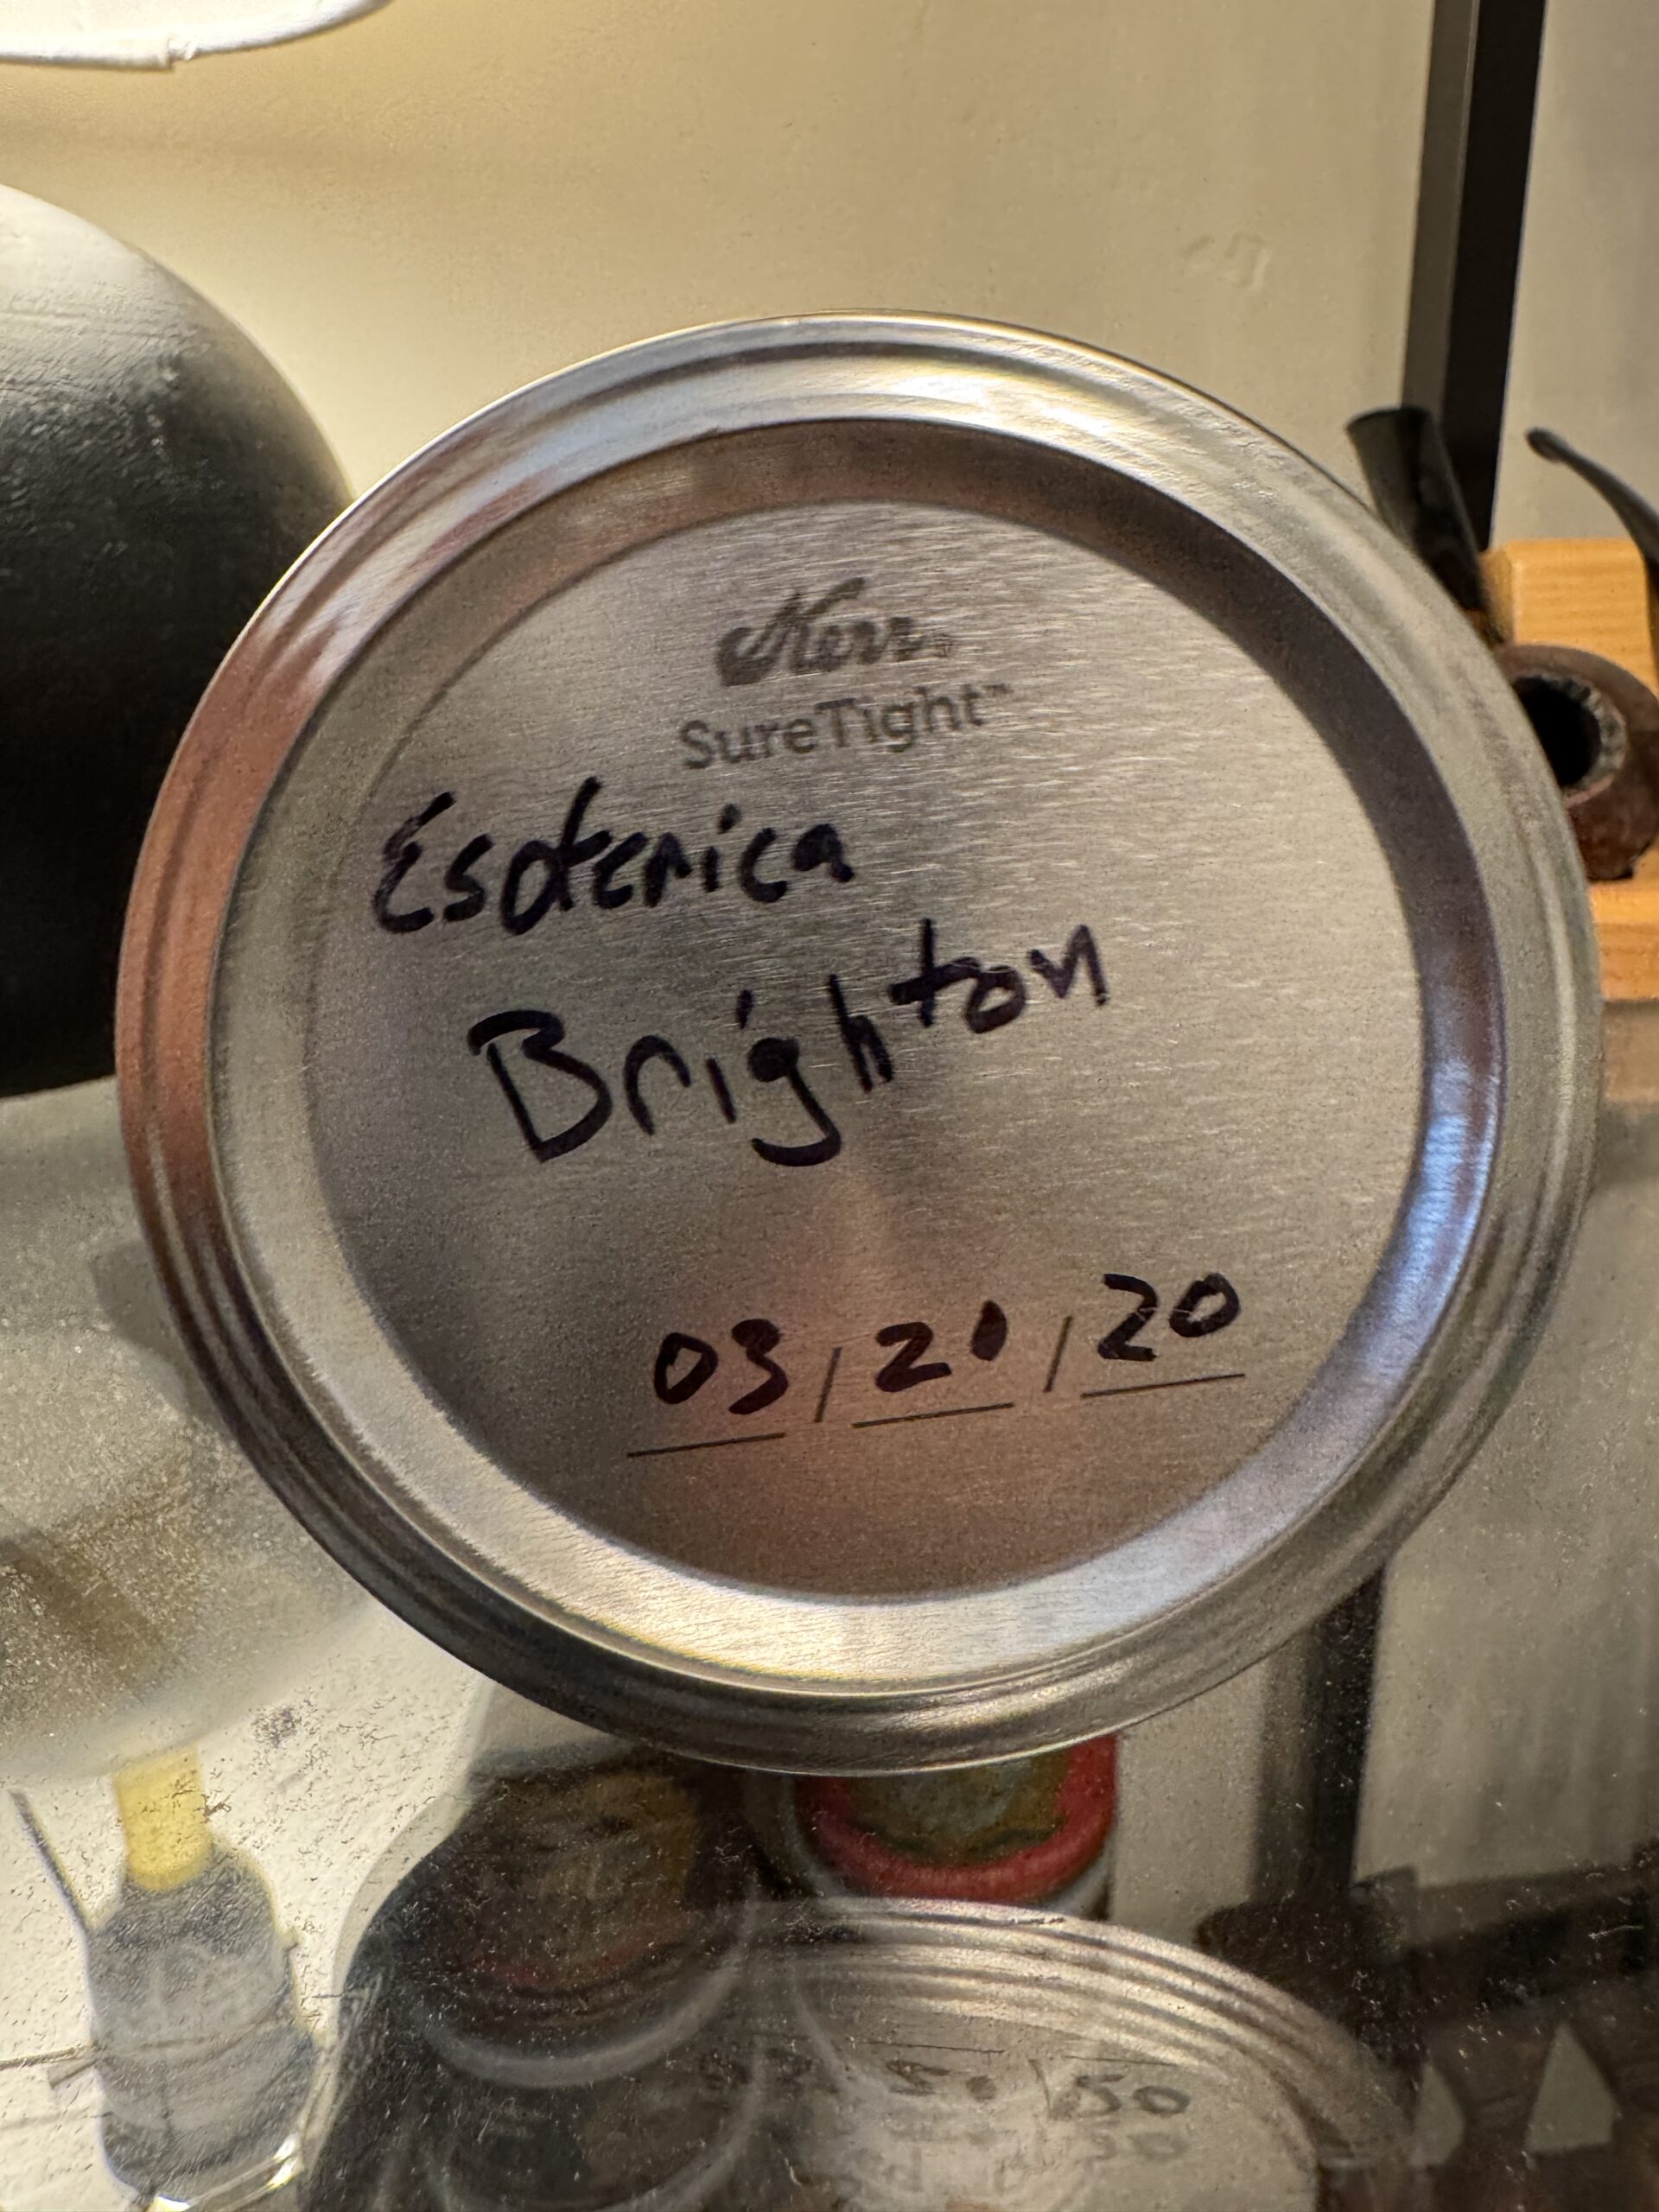 Kerr®
SureTight™
Esoterica
Brighton
03/20/20